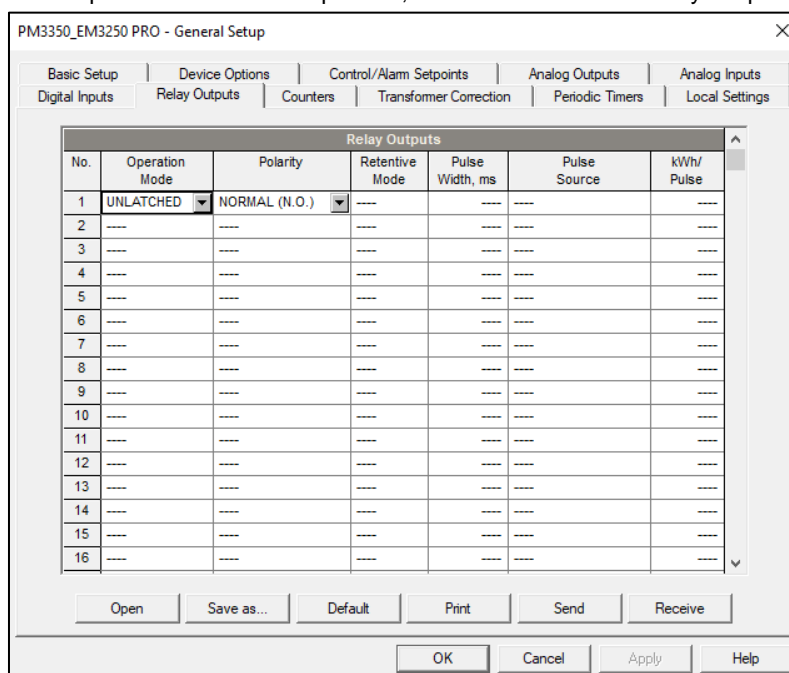 PM3350_EM3250 PRO - General Setup
Basic Setup Device Options Control/Alarm Setpoints Analog Outputs Analog Inputs
Digital Inputs Relay Outputs Counters Transformer Correction Periodic Timers Local Settings
Relay Outputs
No. Operation Mode Polarity Retentive Mode Pulse Width, ms Pulse Source kWh/ Pulse
1 UNLATCHED NORMAL (N.O.) ---- ---- ---- ----
2 ---- ---- ---- ---- ---- ----
3 ---- ---- ---- ---- ---- ----
4 ---- ---- ---- ---- ---- ----
5 ---- ---- ---- ---- ---- ----
6 ---- ---- ---- ---- ---- ----
7 ---- ---- ---- ---- ---- ----
8 ---- ---- ---- ---- ---- ----
9 ---- ---- ---- ---- ---- ----
10 ---- ---- ---- ---- ---- ----
11 ---- ---- ---- ---- ---- ----
12 ---- ---- ---- ---- ---- ----
13 ---- ---- ---- ---- ---- ----
14 ---- ---- ---- ---- ---- ----
15 ---- ---- ---- ---- ---- ----
16 ---- ---- ---- ---- ---- ----
Open Save as... Default Print Send Receive
OK Cancel Apply Help